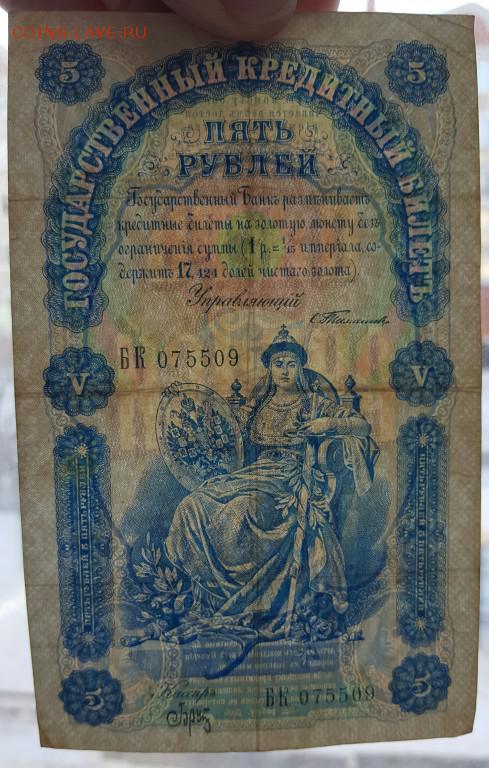 COINS.LAVE.RU
5 5
ГОСУДАРСТВЕННЫЙ КРЕДИТНЫЙ БИЛЕТЪ
ПЯТЬ
РУБЛЕЙ
Государственный Банкъ размѣниваетъ
кредитные билеты на золотую монету безъ
ограниченія суммы (1 р. = 1/15 имперіала, со-
держитъ 17,424 долей чистаго золота).
Управляющій
С. Тимашевъ
БК 075509
V V
Кассиръ
БК 075509
5 5